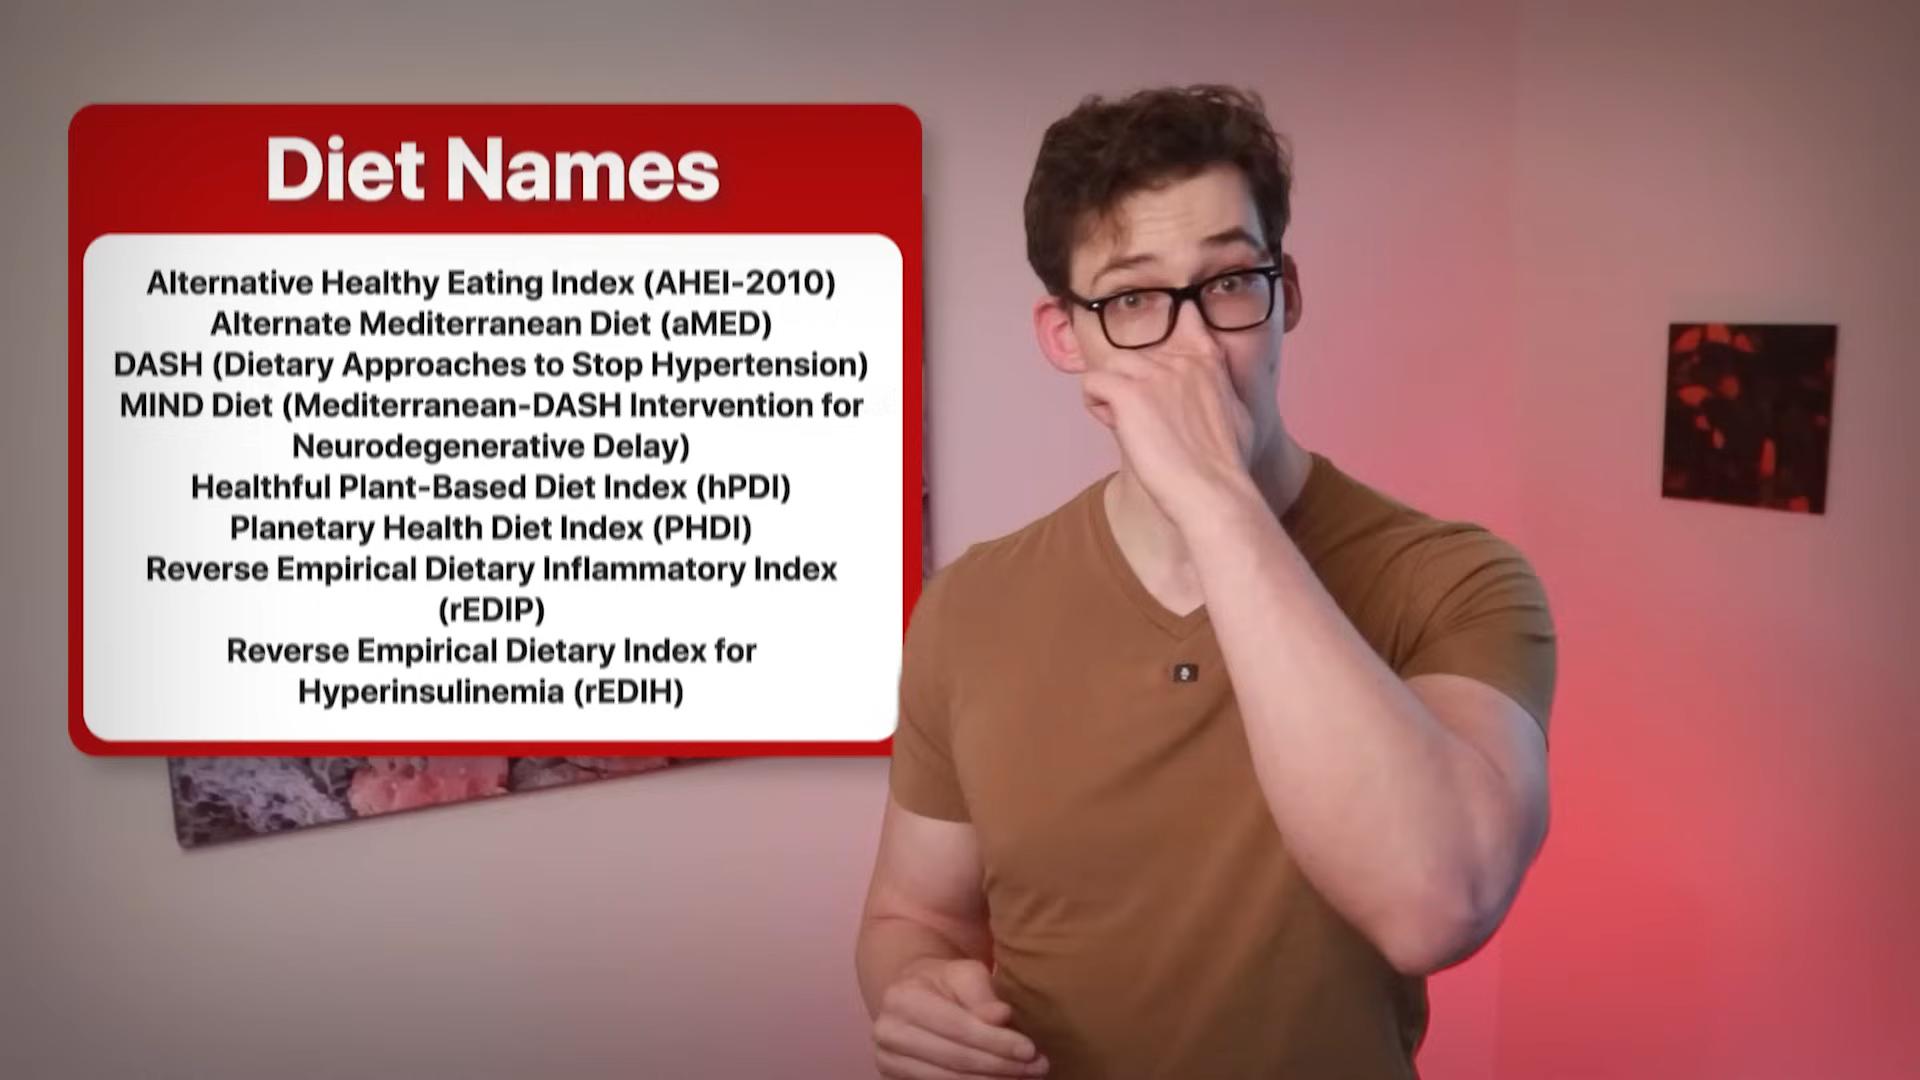 Diet Names
Alternative Healthy Eating Index (AHEI-2010)
Alternate Mediterranean Diet (aMED)
DASH (Dietary Approaches to Stop Hypertension)
MIND Diet (Mediterranean-DASH Intervention for
Neurodegenerative Delay)
Healthful Plant-Based Diet Index (hPDI)
Planetary Health Diet Index (PHDI)
Reverse Empirical Dietary Inflammatory Index
(rEDIP)
Reverse Empirical Dietary Index for
Hyperinsulinemia (rEDIH)